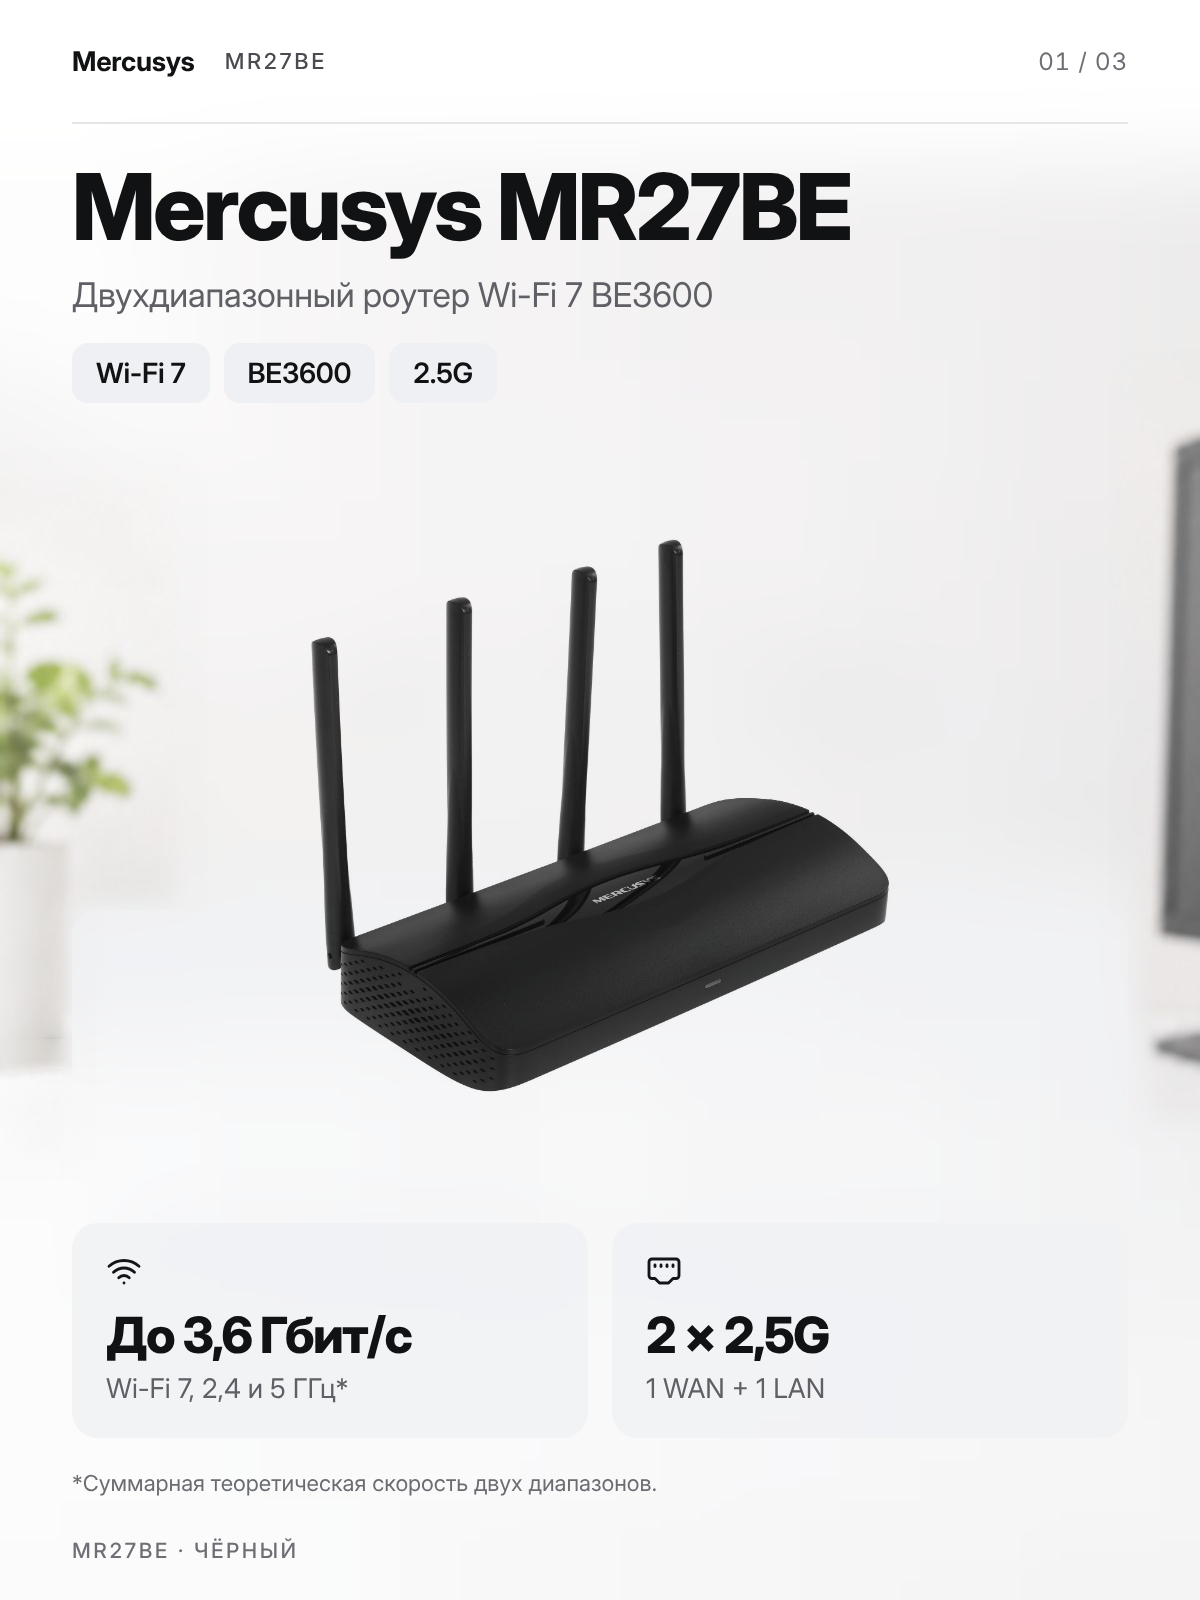 Mercusys MR27BE 01 / 03
Mercusys MR27BE
Двухдиапазонный роутер Wi-Fi 7 BE3600
Wi-Fi 7 BE3600 2.5G
MERCUSYS
До 3,6 Гбит/с
Wi-Fi 7, 2,4 и 5 ГГц*
2 × 2,5G
1 WAN + 1 LAN
*Суммарная теоретическая скорость двух диапазонов.
MR27BE · ЧЁРНЫЙ